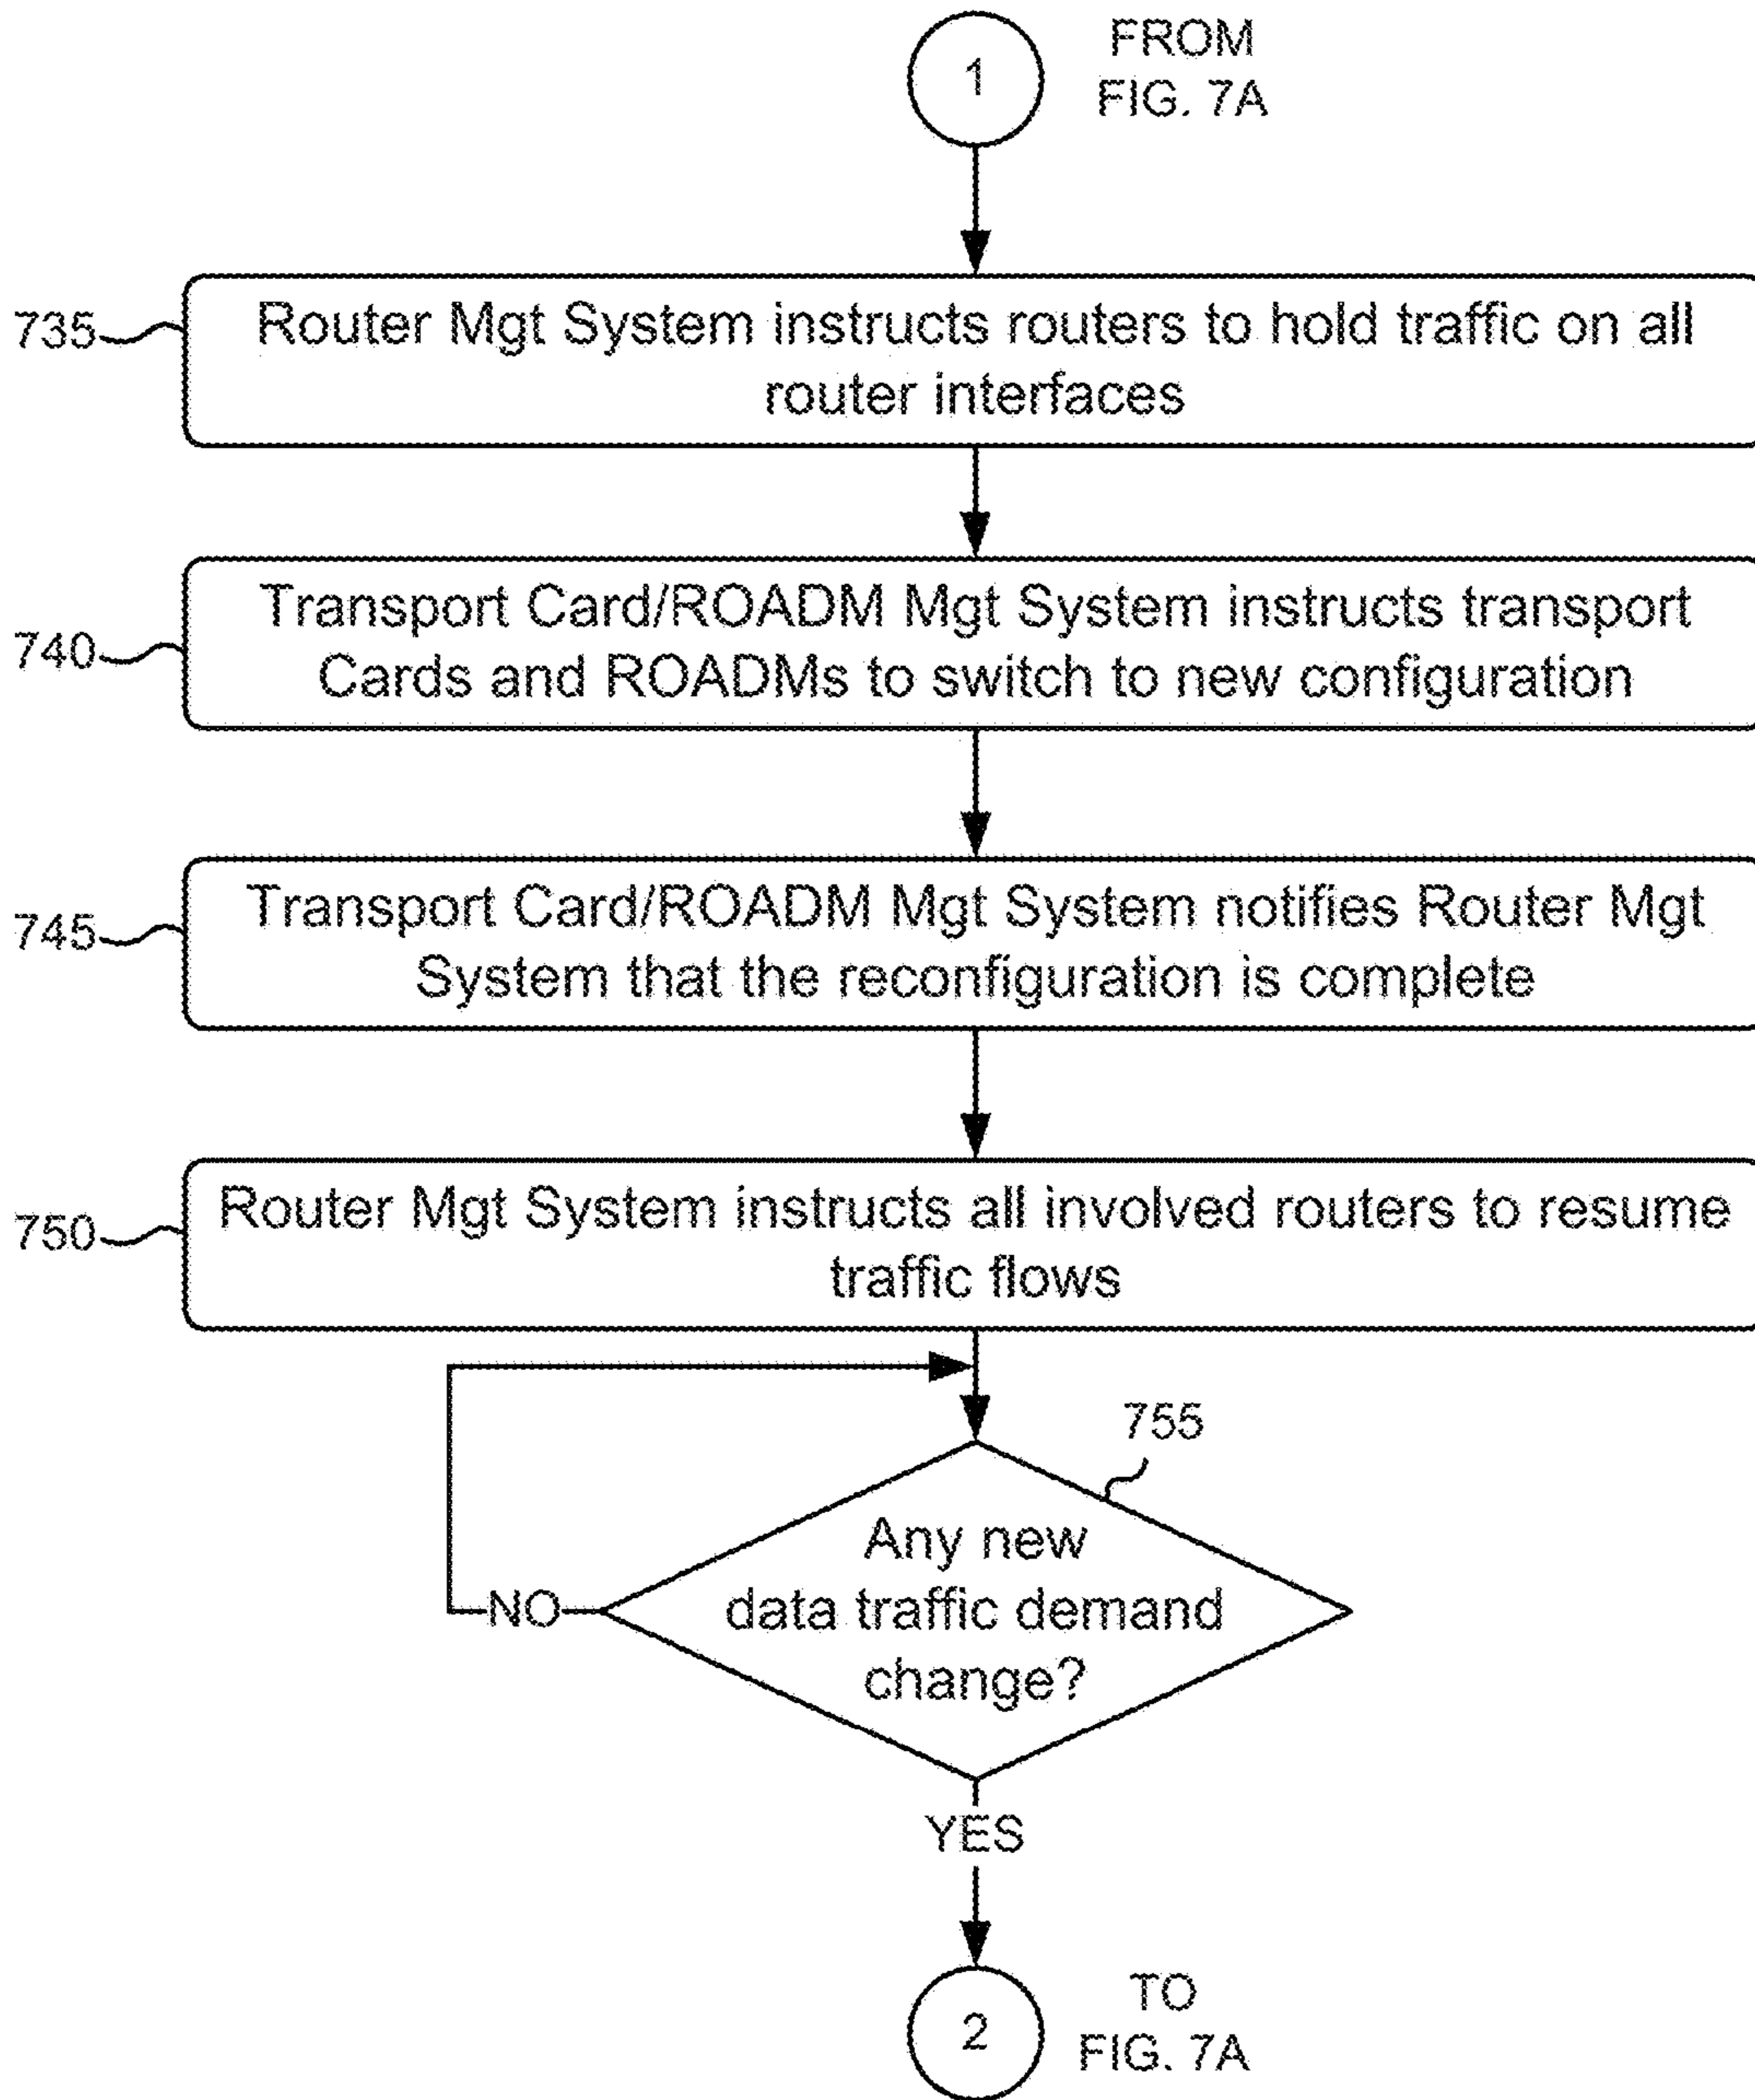 1
FROM
FIG. 7A
735
Router Mgt System instructs routers to hold traffic on all
router interfaces
740
Transport Card/ROADM Mgt System instructs transport
Cards and ROADMs to switch to new configuration
745
Transport Card/ROADM Mgt System notifies Router Mgt
System that the reconfiguration is complete
750
Router Mgt System instructs all involved routers to resume
traffic flows
755
Any new
data traffic demand
change?
NO
YES
2
TO
FIG. 7A